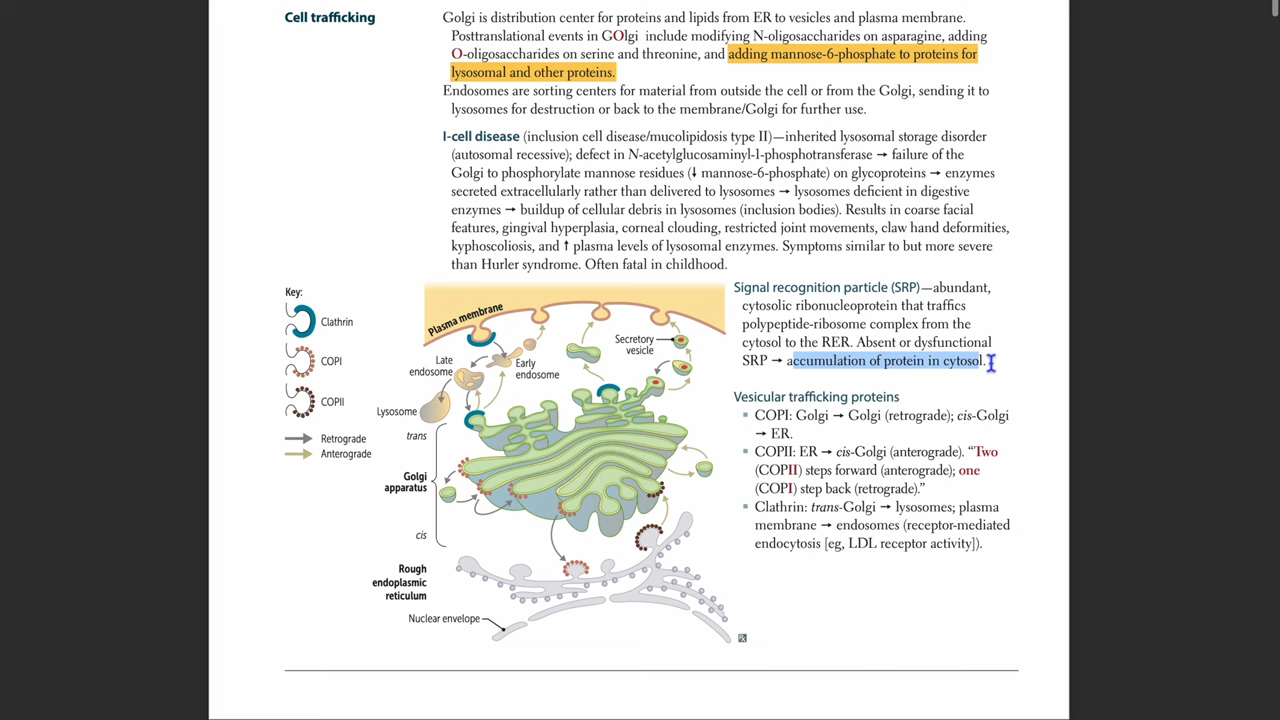 Cell trafficking
Golgi is distribution center for proteins and lipids from ER to vesicles and plasma membrane.
Posttranslational events in GOlgi include modifying N-oligosaccharides on asparagine, adding
O-oligosaccharides on serine and threonine, and adding mannose-6-phosphate to proteins for
lysosomal and other proteins.
Endosomes are sorting centers for material from outside the cell or from the Golgi, sending it to
lysosomes for destruction or back to the membrane/Golgi for further use.
I-cell disease (inclusion cell disease/mucolipidosis type II)—inherited lysosomal storage disorder
(autosomal recessive); defect in N-acetylglucosaminyl-1-phosphotransferase → failure of the
Golgi to phosphorylate mannose residues (↓ mannose-6-phosphate) on glycoproteins → enzymes
secreted extracellularly rather than delivered to lysosomes → lysosomes deficient in digestive
enzymes → buildup of cellular debris in lysosomes (inclusion bodies). Results in coarse facial
features, gingival hyperplasia, corneal clouding, restricted joint movements, claw hand deformities,
kyphoscoliosis, and ↑ plasma levels of lysosomal enzymes. Symptoms similar to but more severe
than Hurler syndrome. Often fatal in childhood.
Key:
Clathrin
COPI
COPII
Retrograde
Anterograde
Plasma membrane
Late
endosome
Early
endosome
Secretory
vesicle
Lysosome
trans
Golgi
apparatus
cis
Rough
endoplasmic
reticulum
Nuclear envelope
Signal recognition particle (SRP)—abundant,
cytosolic ribonucleoprotein that traffics
polypeptide-ribosome complex from the
cytosol to the RER. Absent or dysfunctional
SRP → accumulation of protein in cytosol.
Vesicular trafficking proteins
▪ COPI: Golgi → Golgi (retrograde); cis-Golgi
→ ER.
▪ COPII: ER → cis-Golgi (anterograde). “Two
(COPII) steps forward (anterograde); one
(COPI) step back (retrograde).”
▪ Clathrin: trans-Golgi → lysosomes; plasma
membrane → endosomes (receptor-mediated
endocytosis [eg, LDL receptor activity]).